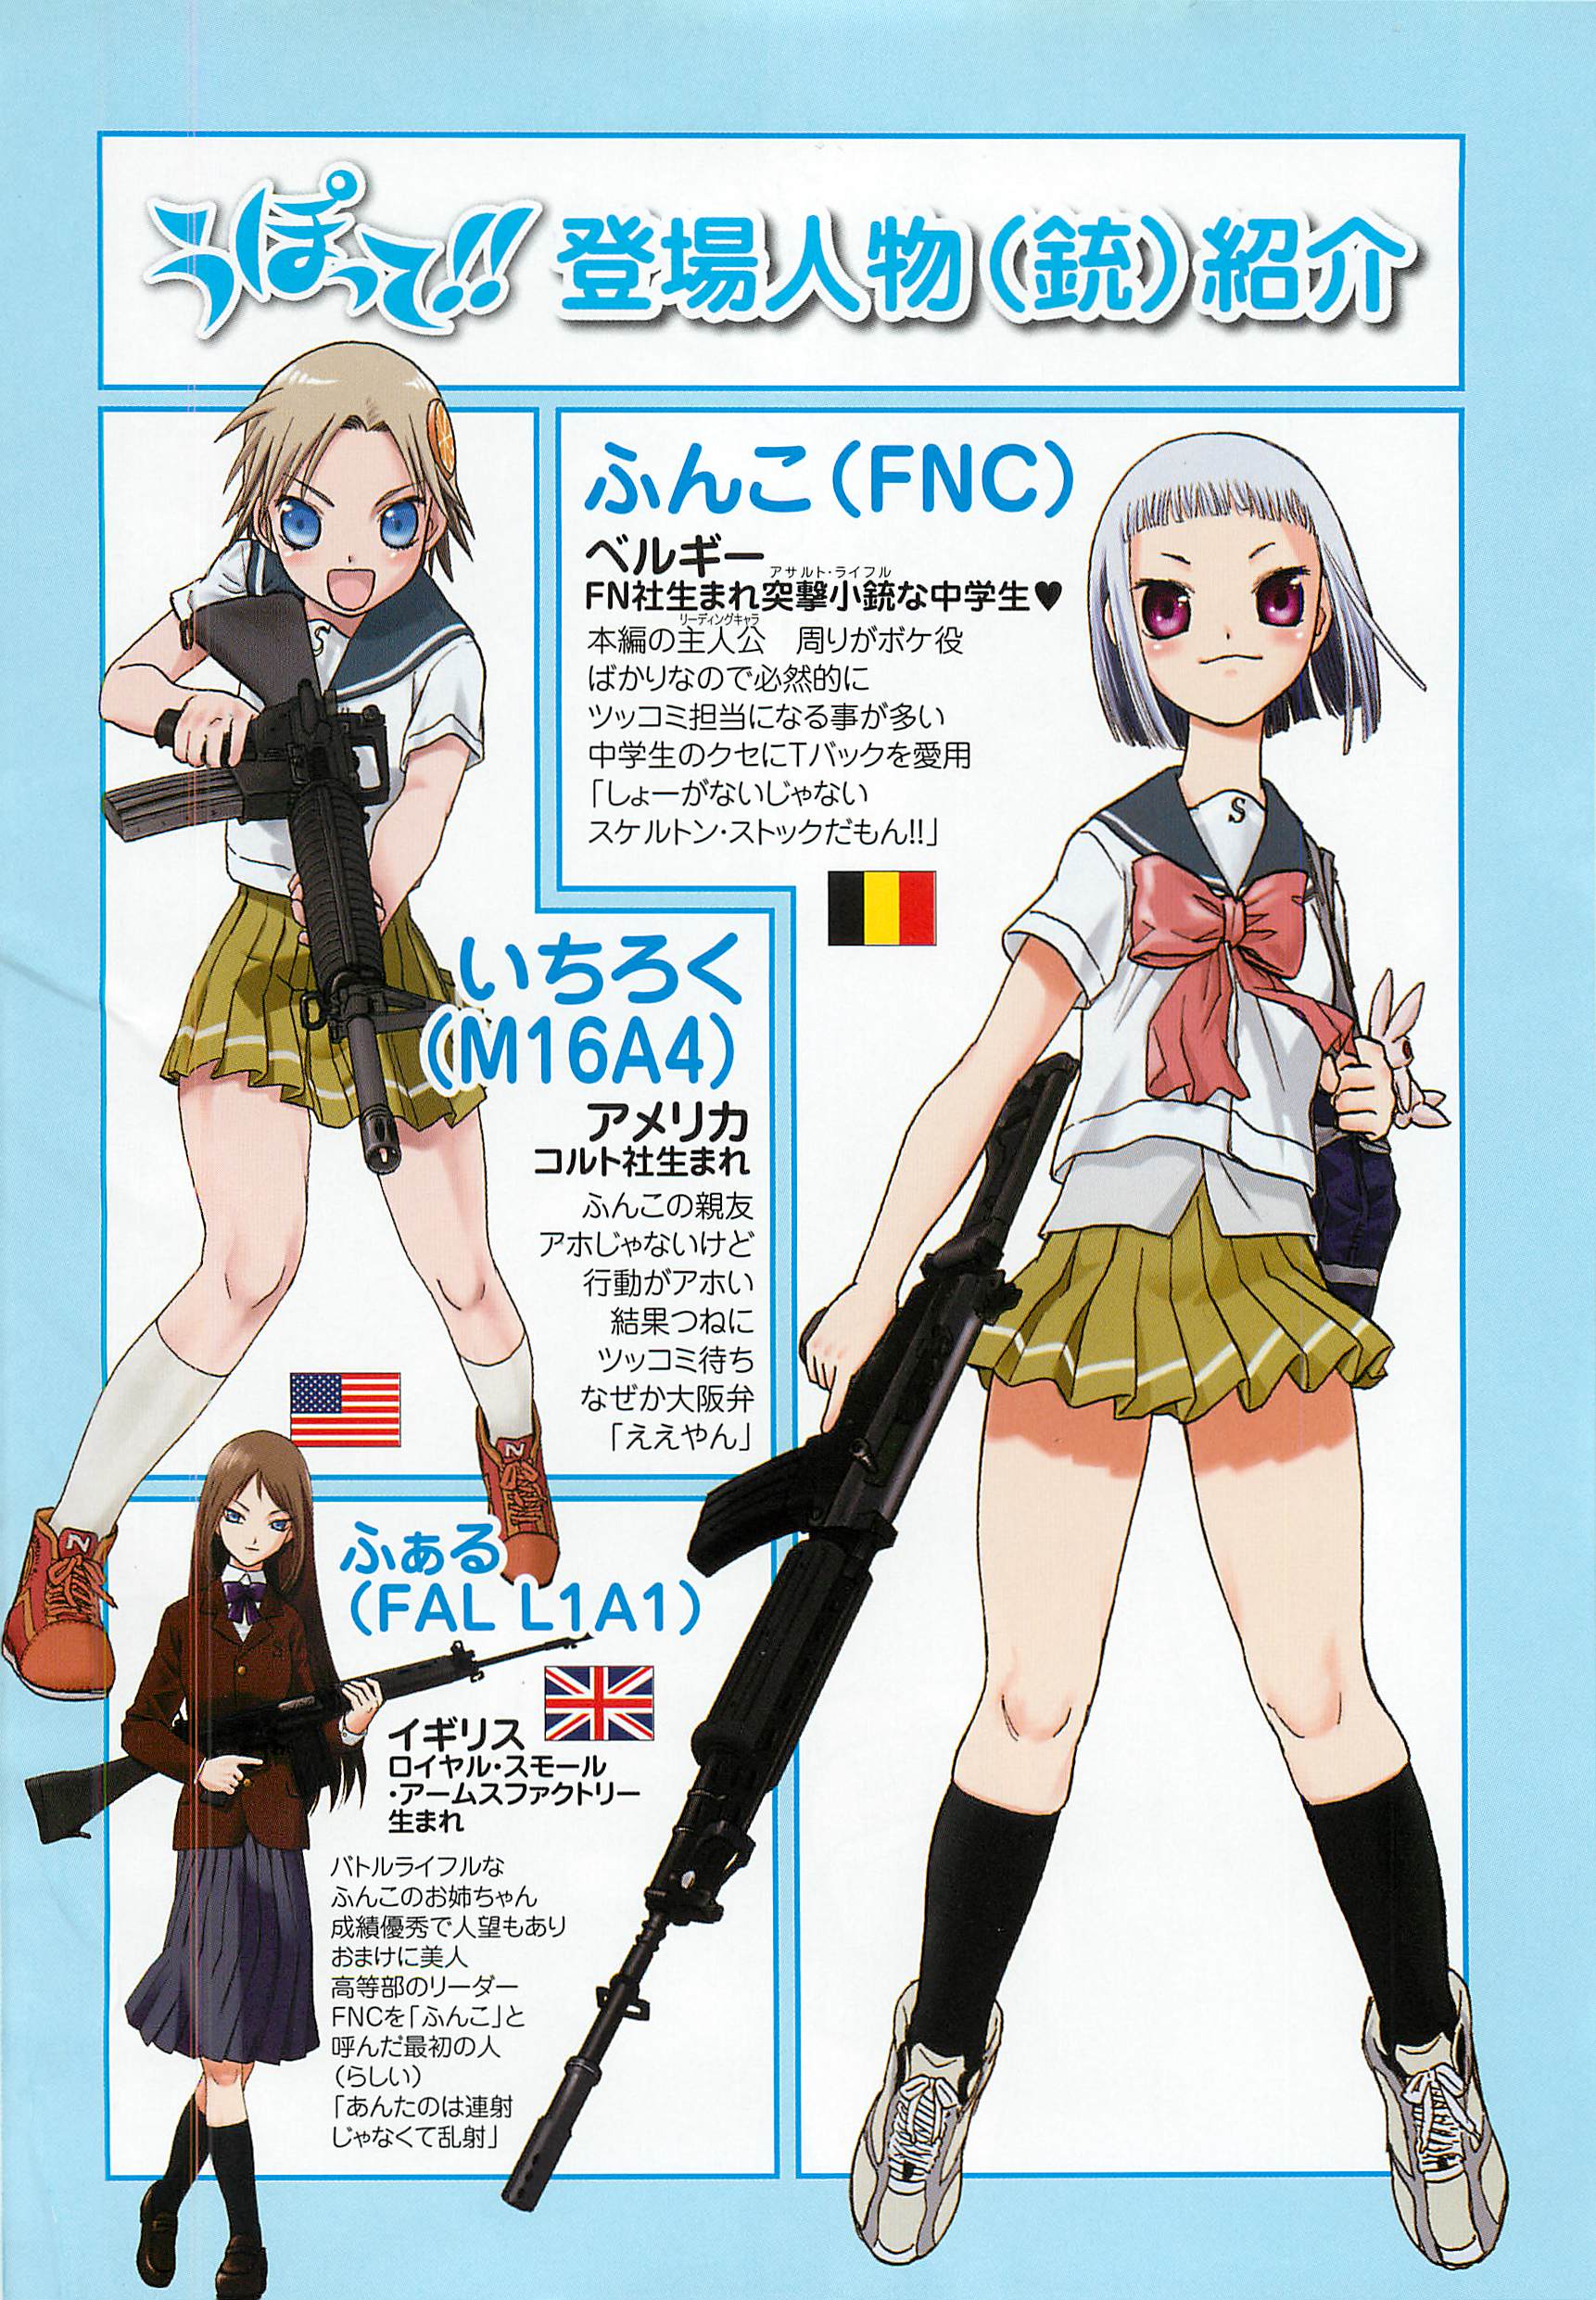 うぽって!! 登場人物(銃)紹介
ふんこ(FNC)
ベルギー
アサルト・ライフル
FN社生まれ突撃小銃な中学生♥
リーディングキャラ
本編の主人公　周りがボケ役
ばかりなので必然的に
ツッコミ担当になる事が多い
中学生のクセにTバックを愛用
「しょーがないじゃない
スケルトン・ストックだもん!!」
S
S
いちろく
(M16A4)
アメリカ
コルト社生まれ
ふんこの親友
アホじゃないけど
行動がアホい
結果つねに
ツッコミ待ち
なぜか大阪弁
「ええやん」
N
N
ふぁる
(FAL L1A1)
イギリス
ロイヤル・スモール
・アームスファクトリー
生まれ
バトルライフルな
ふんこのお姉ちゃん
成績優秀で人望もあり
おまけに美人
高等部のリーダー
FNCを「ふんこ」と
呼んだ最初の人
(らしい)
「あんたのは連射
じゃなくて乱射」